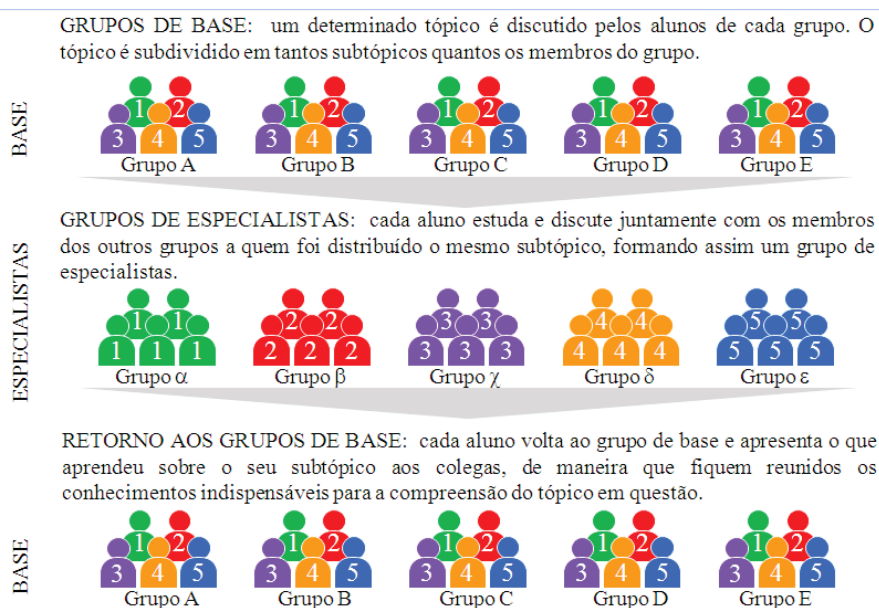 GRUPOS DE BASE: um determinado tópico é discutido pelos alunos de cada grupo. O
tópico é subdividido em tantos subtópicos quantos os membros do grupo.
BASE
1 2 1 2 1 2 1 2 1 2
3 4 5 3 4 5 3 4 5 3 4 5 3 4 5
Grupo A Grupo B Grupo C Grupo D Grupo E
GRUPOS DE ESPECIALISTAS: cada aluno estuda e discute juntamente com os membros
dos outros grupos a quem foi distribuído o mesmo subtópico, formando assim um grupo de
especialistas.
ESPECIALISTAS
1 1 2 2 3 3 4 4 5 5
1 1 1 2 2 2 3 3 3 4 4 4 5 5 5
Grupo α Grupo β Grupo χ Grupo δ Grupo ε
RETORNO AOS GRUPOS DE BASE: cada aluno volta ao grupo de base e apresenta o que
aprendeu sobre o seu subtópico aos colegas, de maneira que fiquem reunidos os
conhecimentos indispensáveis para a compreensão do tópico em questão.
BASE
1 2 1 2 1 2 1 2 1 2
3 4 5 3 4 5 3 4 5 3 4 5 3 4 5
Grupo A Grupo B Grupo C Grupo D Grupo E